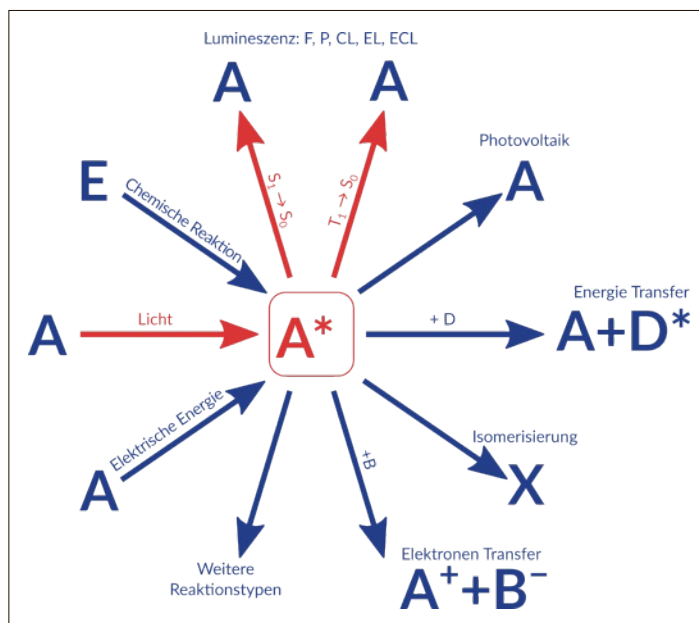 Lumineszenz: F, P, CL, EL, ECL
A
A
S₁ → S₀
T₁ → S₀
Photovoltaik
A
E
Chemische Reaktion
A
Licht
A*
+ D
Energie Transfer
A+D*
Elektrische Energie
A
+B
Isomerisierung
X
Weitere
Reaktionstypen
Elektronen Transfer
A⁺+B⁻